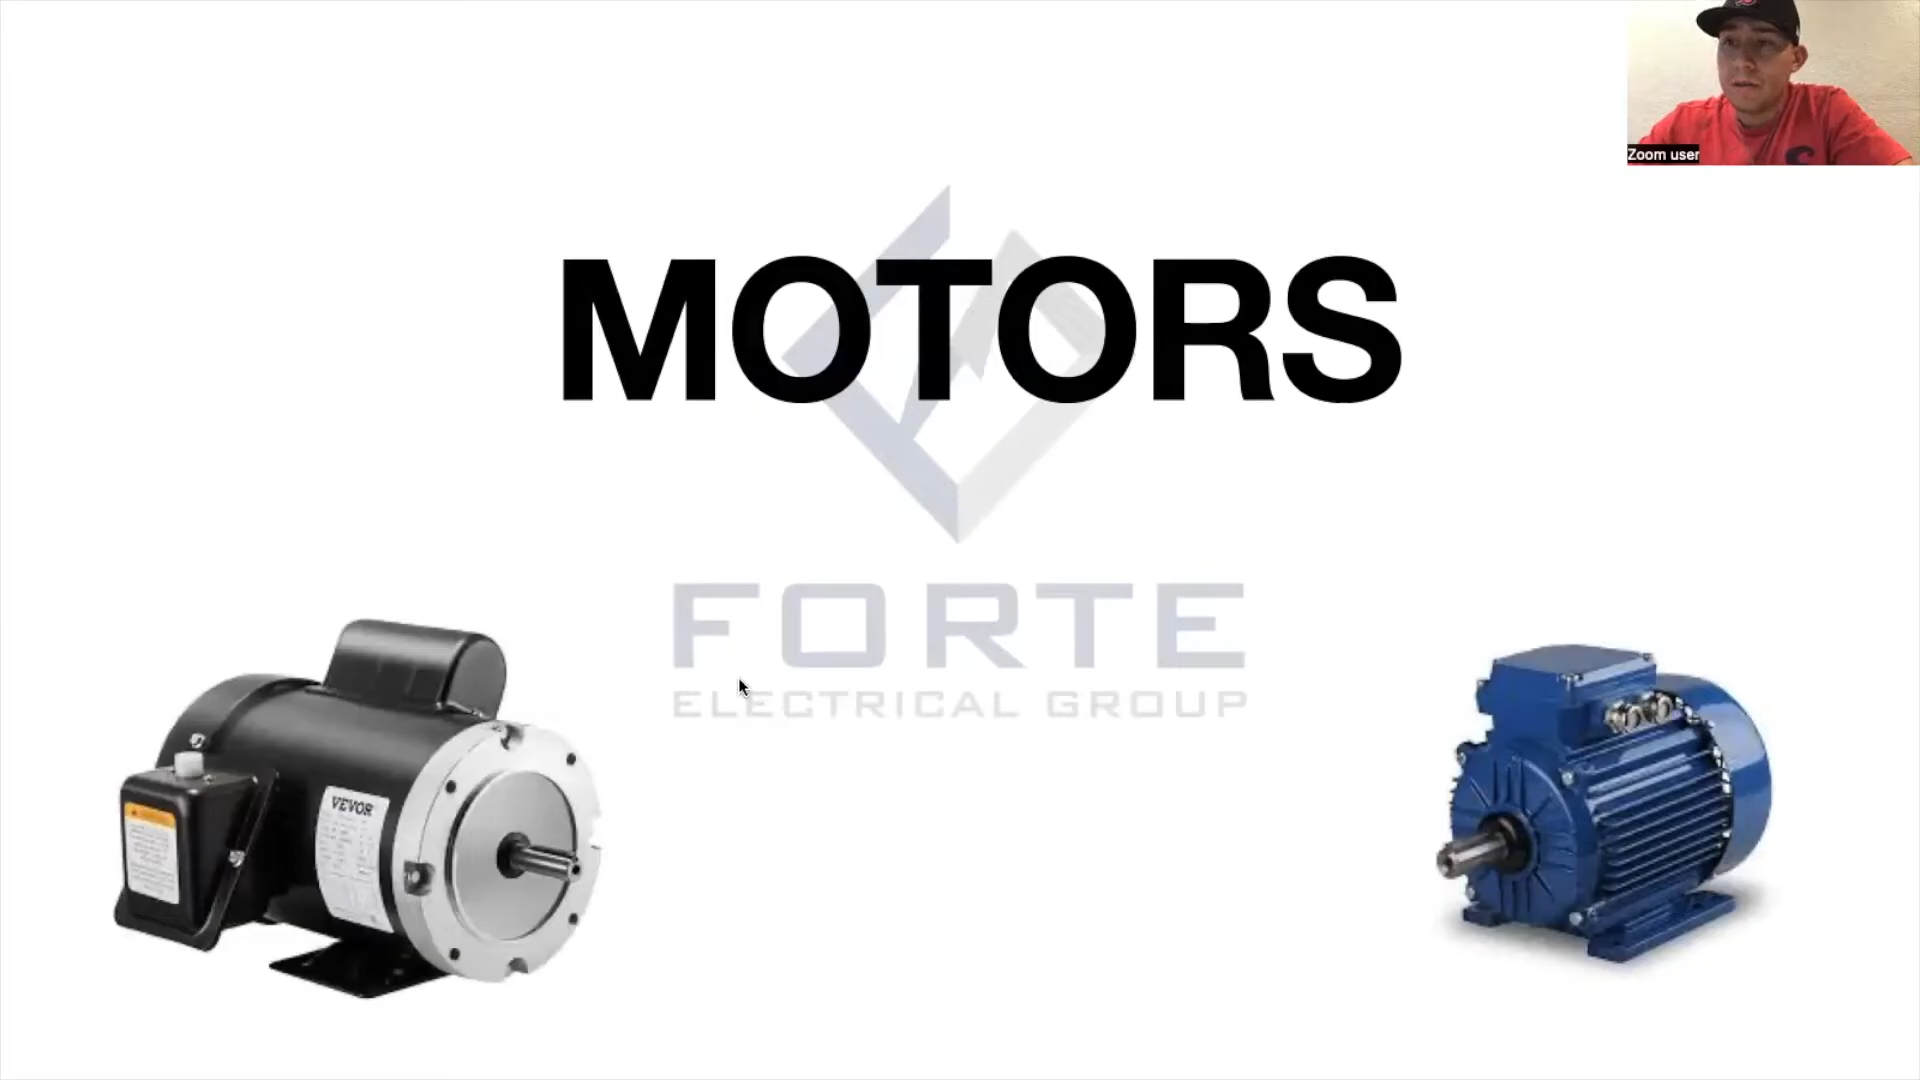 Zoom user
MOTORS
FORTE
ELECTRICAL GROUP
VEVOR